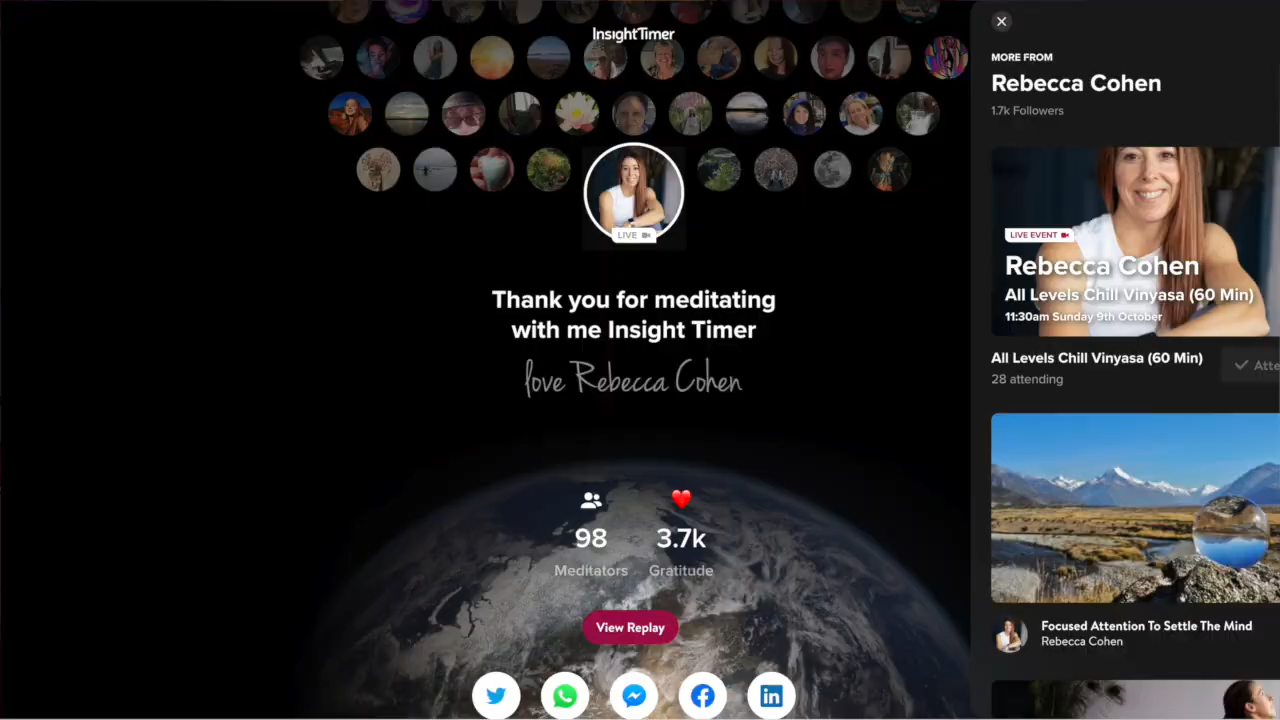 InsightTimer
LIVE
Thank you for meditating
with me Insight Timer
love Rebecca Cohen
98
3.7k
Meditators
Gratitude
View Replay
MORE FROM
Rebecca Cohen
1.7k Followers
LIVE EVENT
Rebecca Cohen
All Levels Chill Vinyasa (60 Min)
11:30am Sunday 9th October
All Levels Chill Vinyasa (60 Min)
28 attending
Atte
Focused Attention To Settle The Mind
Rebecca Cohen